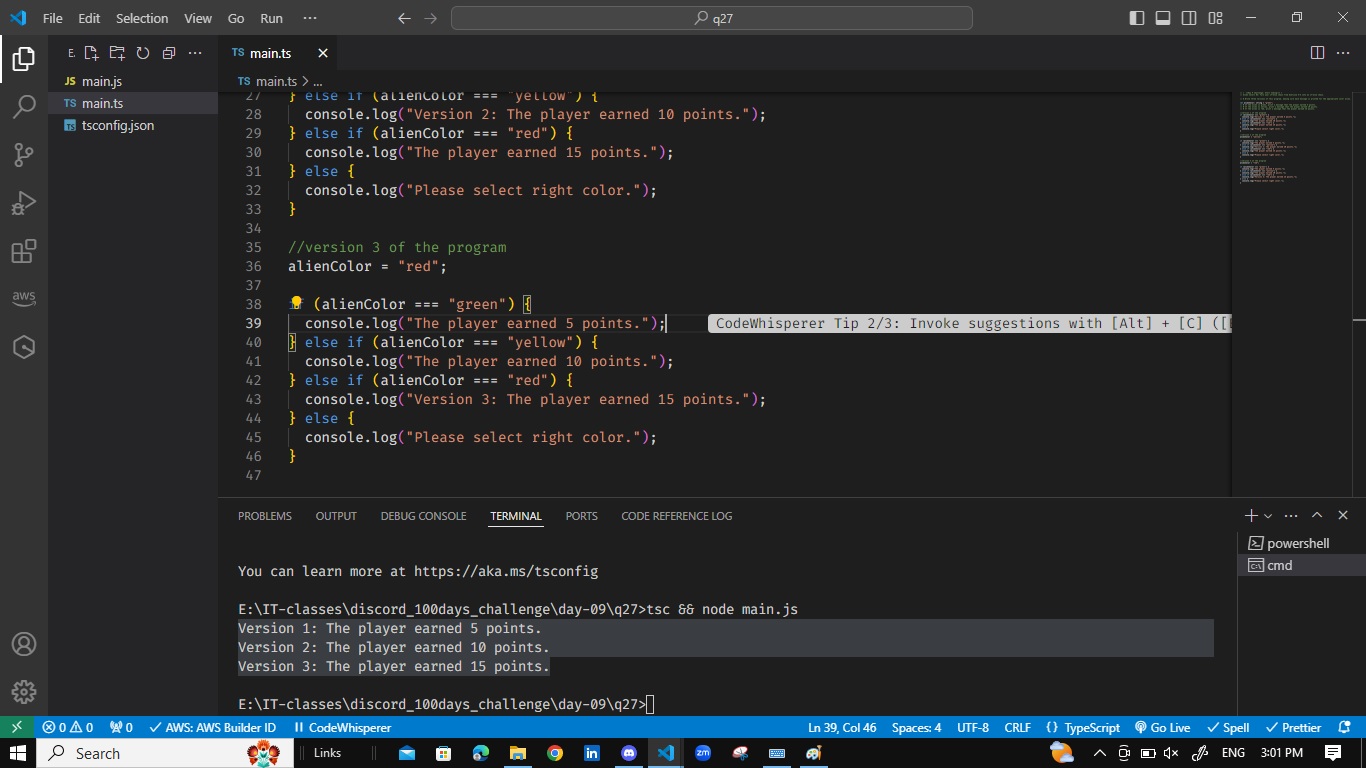 File Edit Selection View Go Run ··· q27
E.
JS main.js
TS main.ts
tsconfig.json
TS main.ts
TS main.ts > ...
27 } else if (alienColor === "yellow") {
28 console.log("Version 2: The player earned 10 points.");
29 } else if (alienColor === "red") {
30 console.log("The player earned 15 points.");
31 } else {
32 console.log("Please select right color.");
33 }
34
35 //version 3 of the program
36 alienColor = "red";
37
38 if (alienColor === "green") {
39 console.log("The player earned 5 points."); CodeWhisperer Tip 2/3: Invoke suggestions with [Alt] + [C] ([
40 } else if (alienColor === "yellow") {
41 console.log("The player earned 10 points.");
42 } else if (alienColor === "red") {
43 console.log("Version 3: The player earned 15 points.");
44 } else {
45 console.log("Please select right color.");
46 }
47
PROBLEMS OUTPUT DEBUG CONSOLE TERMINAL PORTS CODE REFERENCE LOG
powershell
cmd
You can learn more at https://aka.ms/tsconfig
E:\IT-classes\discord_100days_challenge\day-09\q27>tsc && node main.js
Version 1: The player earned 5 points.
Version 2: The player earned 10 points.
Version 3: The player earned 15 points.
E:\IT-classes\discord_100days_challenge\day-09\q27>
aws
0 0 0 AWS: AWS Builder ID CodeWhisperer Ln 39, Col 46 Spaces: 4 UTF-8 CRLF {} TypeScript Go Live Spell Prettier
Search Links ENG 3:01 PM